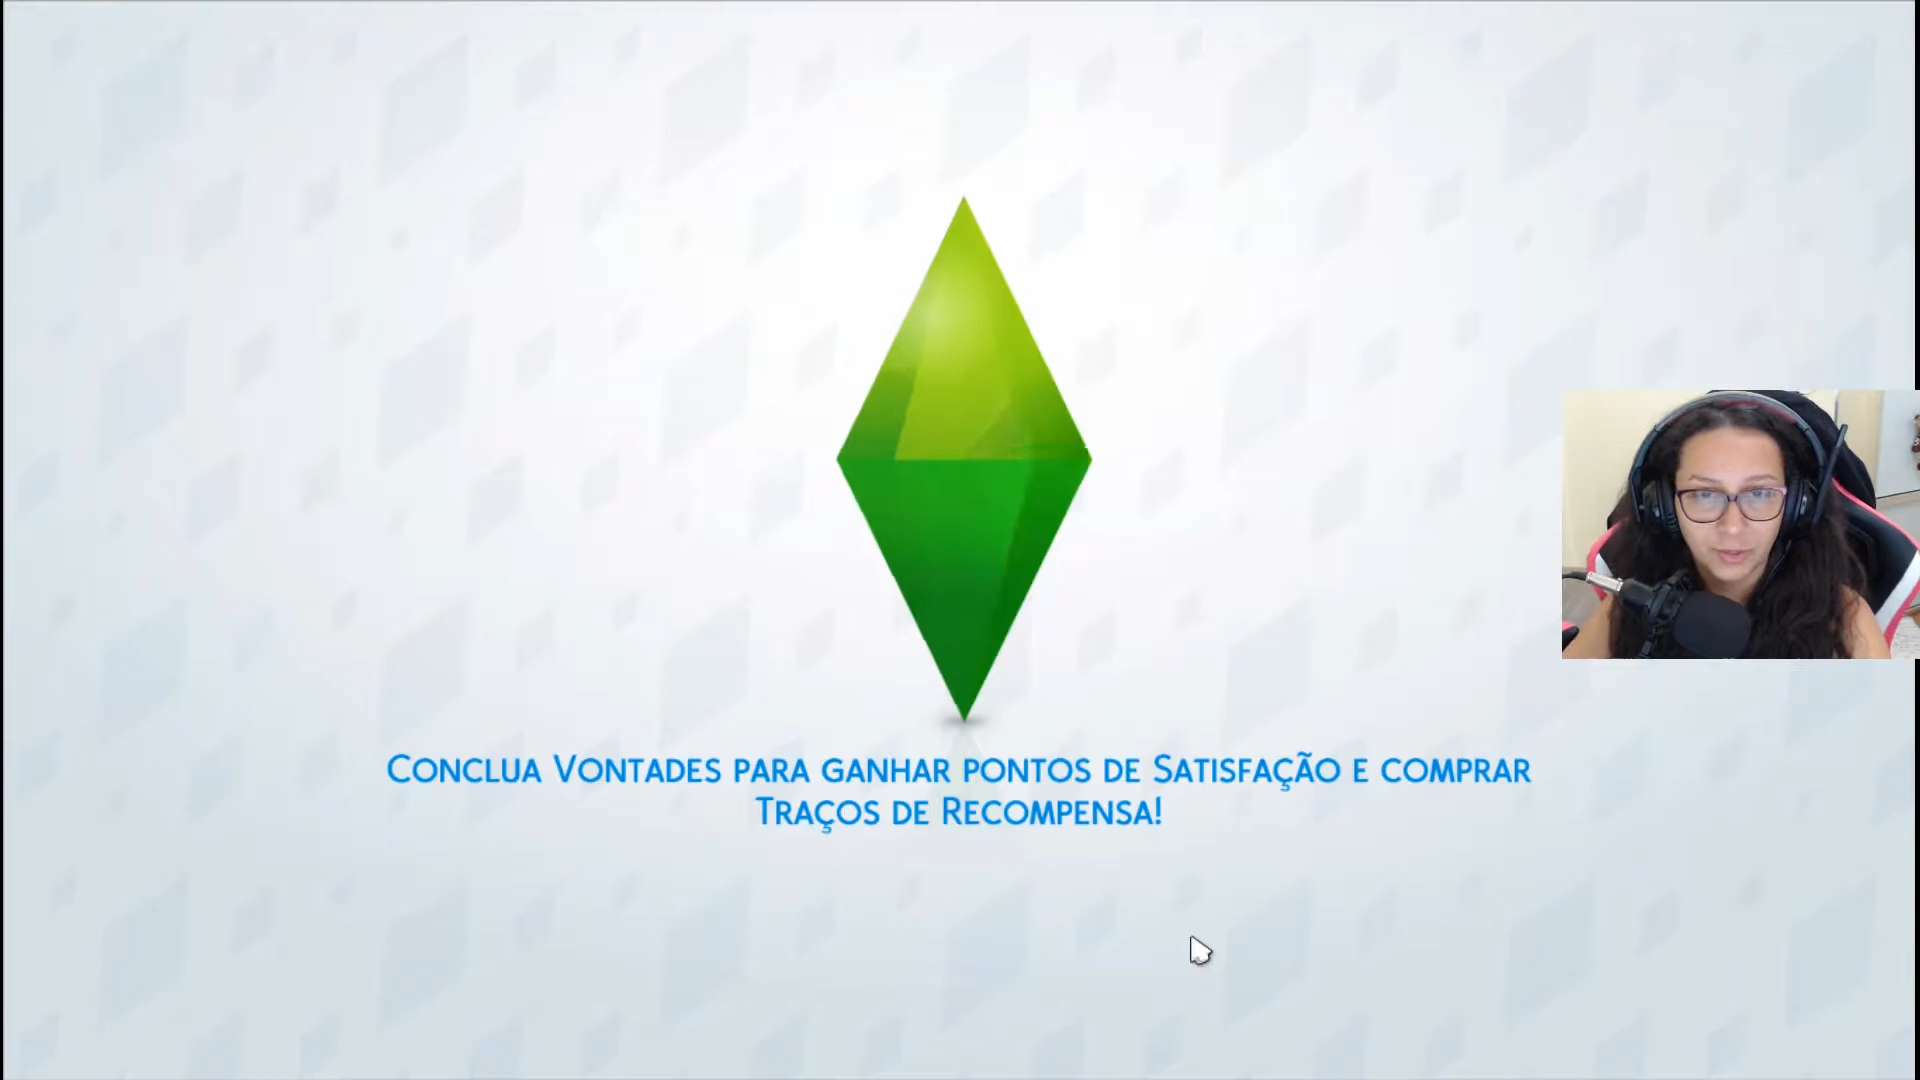 Conclua Vontades para ganhar pontos de Satisfação e comprar
Traços de Recompensa!